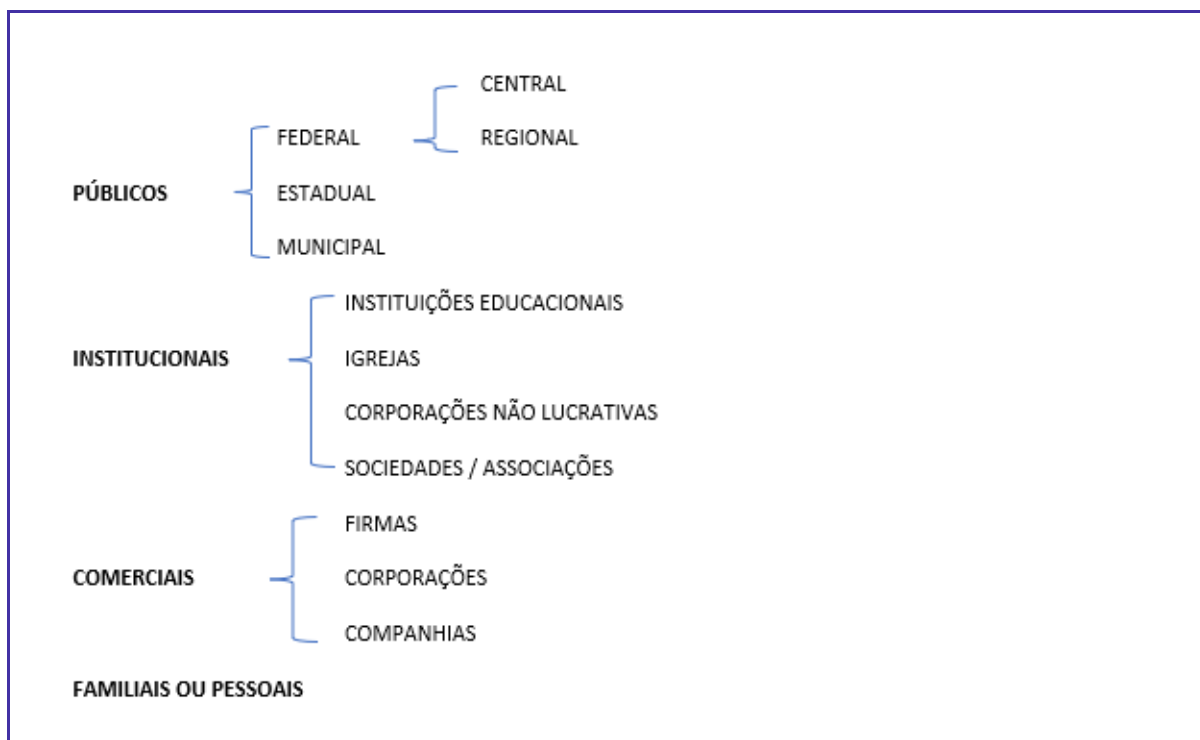 CENTRAL
FEDERAL
REGIONAL
PÚBLICOS
ESTADUAL
MUNICIPAL
INSTITUIÇÕES EDUCACIONAIS
INSTITUCIONAIS
IGREJAS
CORPORAÇÕES NÃO LUCRATIVAS
SOCIEDADES / ASSOCIAÇÕES
FIRMAS
COMERCIAIS
CORPORAÇÕES
COMPANHIAS
FAMILIAIS OU PESSOAIS